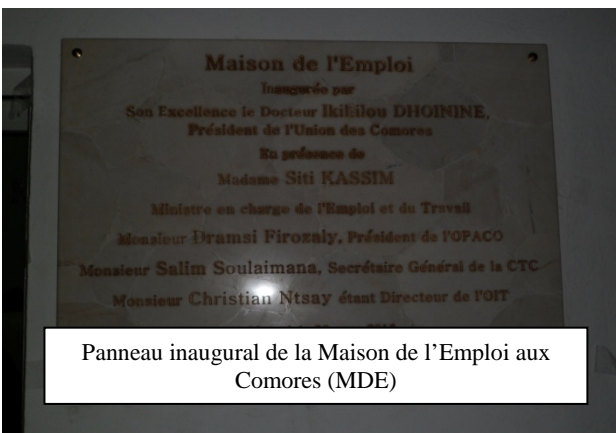 Maison de l'Emploi
Inaugurée par
Son Excellence le Docteur Ikililou DHOININE,
Président de l'Union des Comores
En présence de
Madame Siti KASSIM
Ministre en charge de l'Emploi et du Travail
Monsieur Dramsi Firozaly, Président de l'OPACO
Monsieur Salim Soulaimana, Secrétaire Général de la CTC
Monsieur Christian Ntsay étant Directeur de l'OIT
Panneau inaugural de la Maison de l'Emploi aux
Comores (MDE)